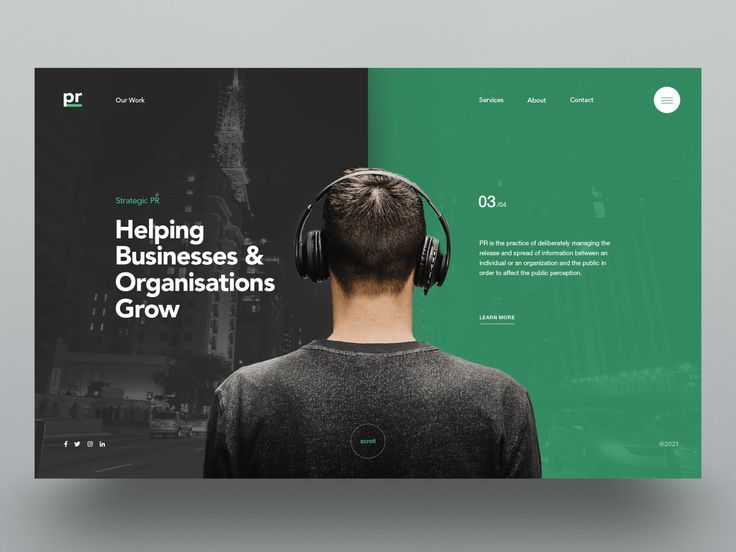 pr
Our Work
Services
About
Contact
Strategic PR
Helping
Businesses &
Organisations
Grow
03/04
PR is the practice of deliberately managing the
release and spread of information between an
individual or an organization and the public in
order to affect the public perception.
LEARN MORE
scroll
@2021